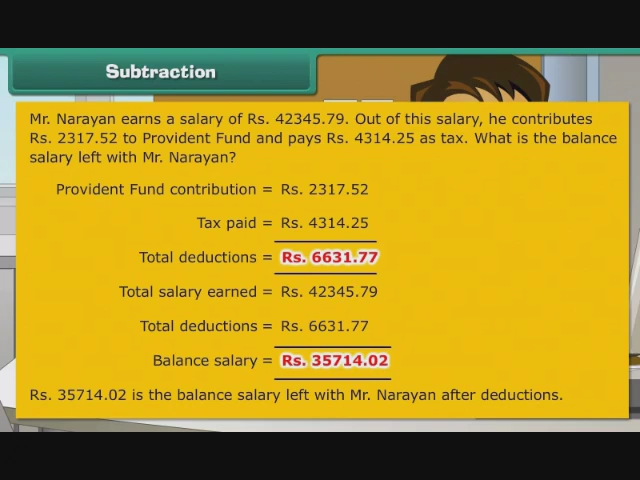 Subtraction
Mr. Narayan earns a salary of Rs. 42345.79. Out of this salary, he contributes
Rs. 2317.52 to Provident Fund and pays Rs. 4314.25 as tax. What is the balance
salary left with Mr. Narayan?
Provident Fund contribution = Rs. 2317.52
Tax paid = Rs. 4314.25
Total deductions = Rs. 6631.77
Total salary earned = Rs. 42345.79
Total deductions = Rs. 6631.77
Balance salary = Rs. 35714.02
Rs. 35714.02 is the balance salary left with Mr. Narayan after deductions.